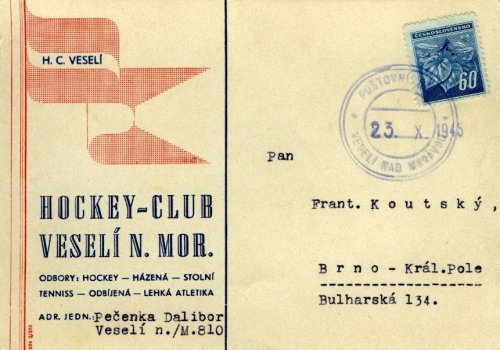 H. C. VESELÍ
HOCKEY-CLUB
VESELÍ N. MOR.
ODBORY: HOCKEY — HÁZENÁ — STOLNÍ
TENNISS — ODBÍJENÁ — LEHKÁ ATLETIKA
ADR. JEDN.: Pečenka Dalibor
Veselí n./M.810
ČESKOSLOVENSKO
60
POŠTOVNÍ
23. X. 1945
VESELÍ NAD MORAVOU
Pan
Frant. Koutský,
Brno - Král.Pole
Bulharská 134.